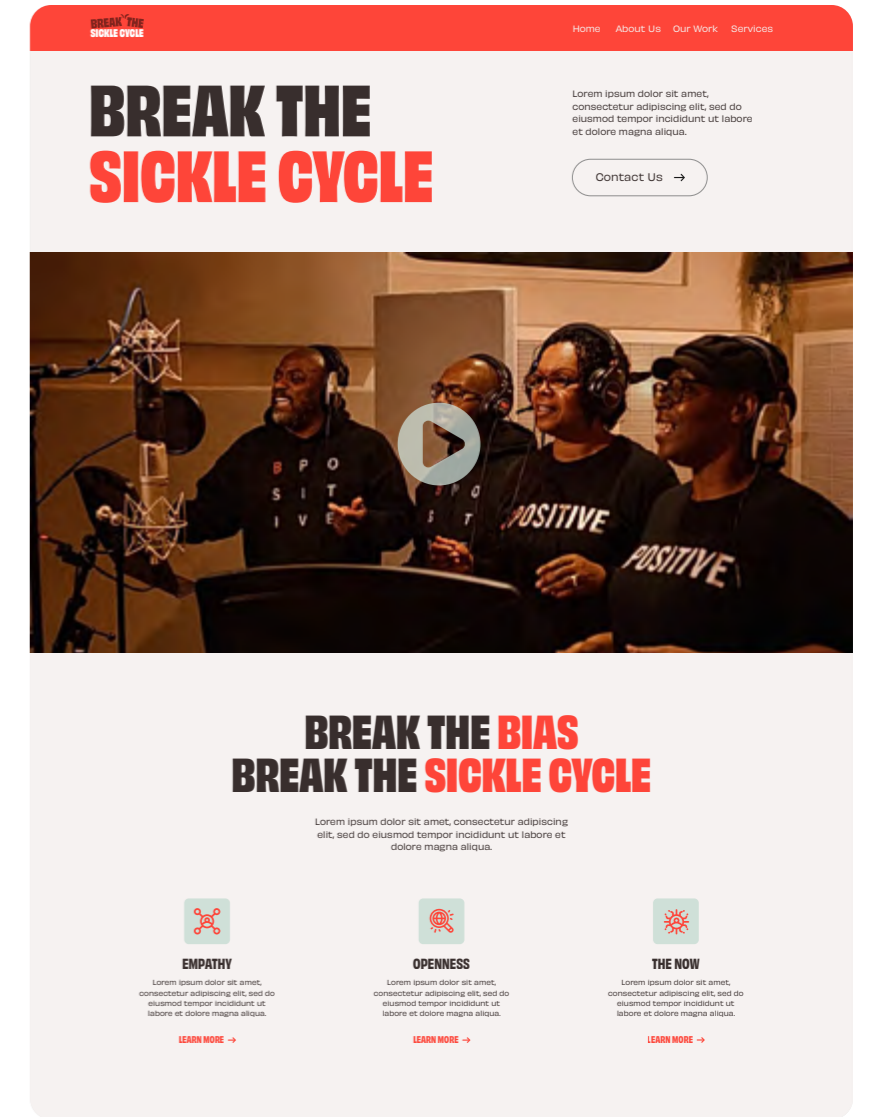 BREAK THE
SICKLE CYCLE
Home About Us Our Work Services
BREAK THE
SICKLE CYCLE
Lorem ipsum dolor sit amet,
consectetur adipiscing elit, sed do
eiusmod tempor incididunt ut labore
et dolore magna aliqua.
Contact Us →
B P O
S I T
I V E
B P O
S T
POSITIVE
POSITIVE
BREAK THE BIAS
BREAK THE SICKLE CYCLE
Lorem ipsum dolor sit amet, consectetur adipiscing
elit, sed do eiusmod tempor incididunt ut labore et
dolore magna aliqua.
EMPATHY
Lorem ipsum dolor sit amet,
consectetur adipiscing elit, sed do
eiusmod tempor incididunt ut
labore et dolore magna aliqua.
LEARN MORE →
OPENNESS
Lorem ipsum dolor sit amet,
consectetur adipiscing elit, sed do
eiusmod tempor incididunt ut
labore et dolore magna aliqua.
LEARN MORE →
THE NOW
Lorem ipsum dolor sit amet,
consectetur adipiscing elit, sed do
eiusmod tempor incididunt ut
labore et dolore magna aliqua.
LEARN MORE →